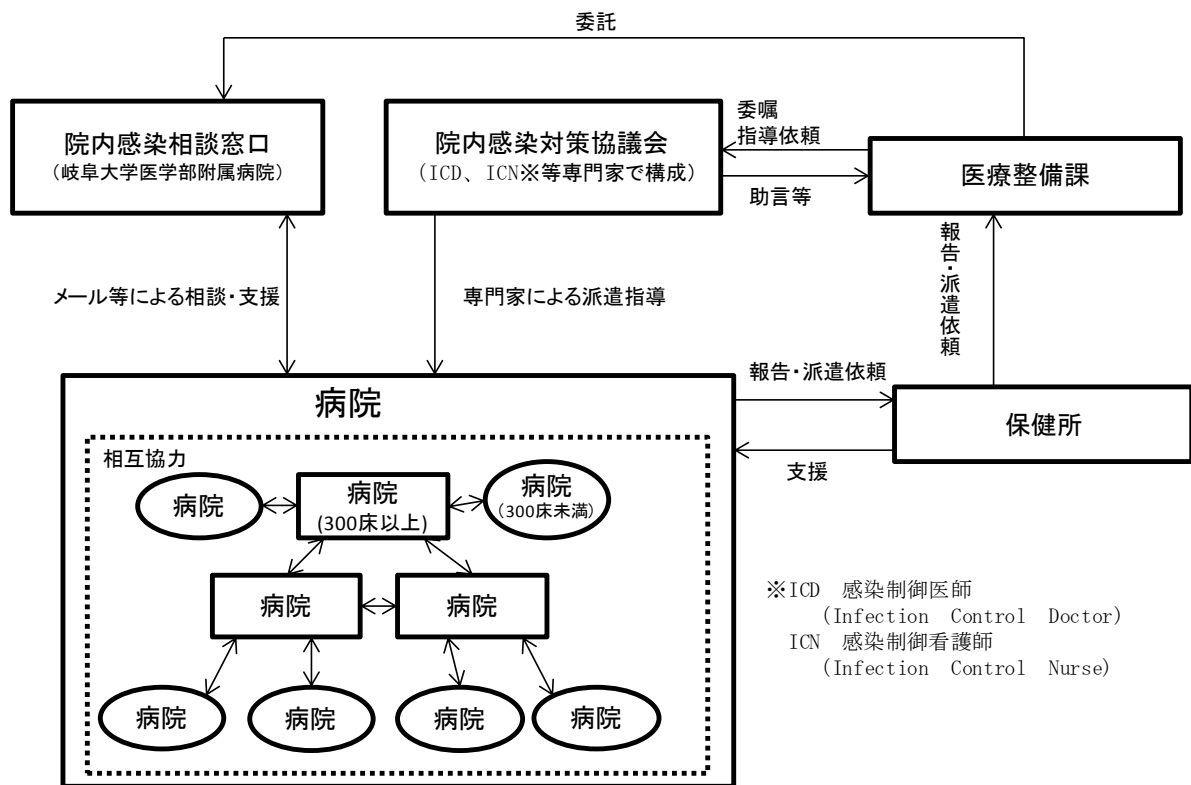 委託
院内感染相談窓口
（岐阜大学医学部附属病院）
院内感染対策協議会
（ICD、ICN※等専門家で構成）
委嘱
指導依頼
助言等
医療整備課
メール等による相談・支援
専門家による派遣指導
報告・派遣依頼
病院
報告・派遣依頼
保健所
支援
相互協力
病院
病院
(300床以上)
病院
(300床未満)
病院
病院
病院
病院
病院
病院
※ICD　感染制御医師
(Infection Control Doctor)
ICN　感染制御看護師
(Infection Control Nurse)